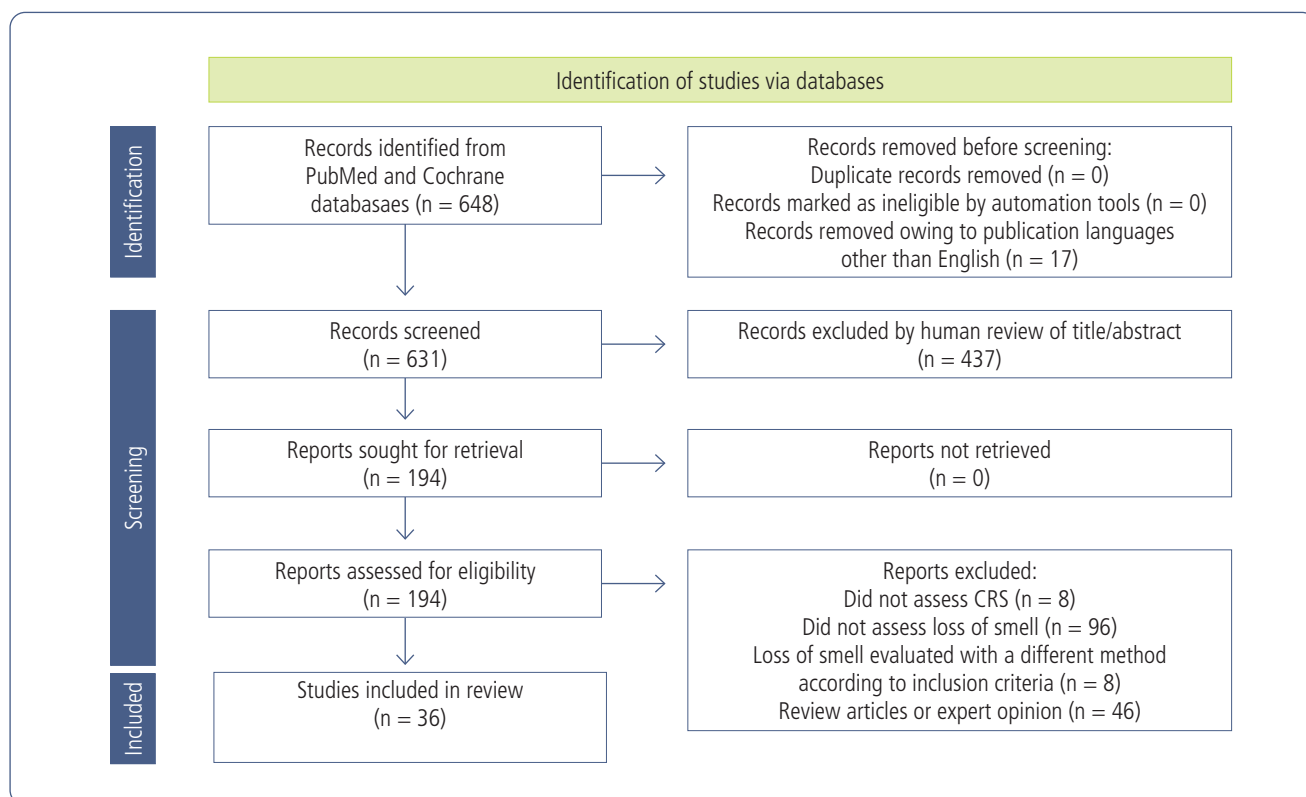 Identification of studies via databases
Identification
Records identified from
PubMed and Cochrane
databasaes (n = 648)
Records removed before screening:
Duplicate records removed (n = 0)
Records marked as ineligible by automation tools (n = 0)
Records removed owing to publication languages
other than English (n = 17)
Screening
Records screened
(n = 631)
Records excluded by human review of title/abstract
(n = 437)
Reports sought for retrieval
(n = 194)
Reports not retrieved
(n = 0)
Reports assessed for eligibility
(n = 194)
Reports excluded:
Did not assess CRS (n = 8)
Did not assess loss of smell (n = 96)
Loss of smell evaluated with a different method
according to inclusion criteria (n = 8)
Review articles or expert opinion (n = 46)
Included
Studies included in review
(n = 36)